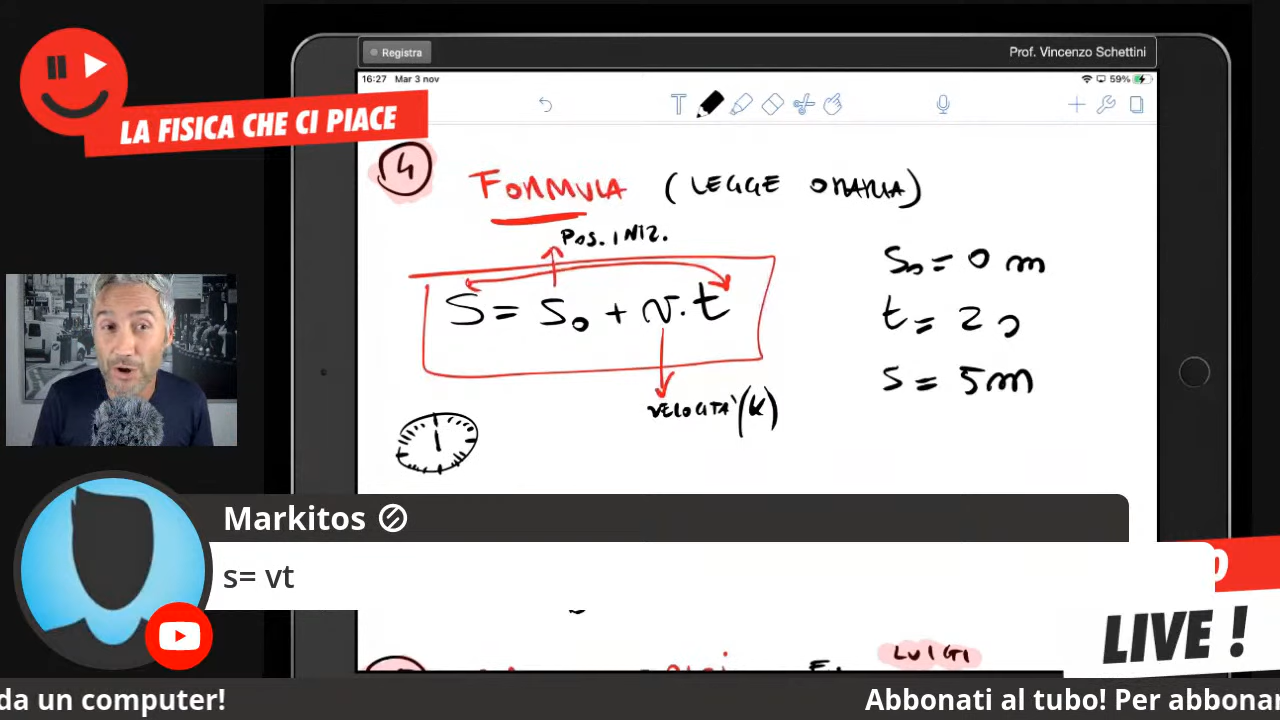 Registra
Prof. Vincenzo Schettini
16:27 Mar 3 nov
59%
LA FISICA CHE CI PIACE
4
FORMULA (LEGGE ORARIA)
POS. INIZ.
S = S₀ + v·t
VELOCITA' (K)
S₀ = 0 m
t = 2 s
S = 5m
Markitos
s= vt
LIVE !
LUIGI
da un computer!
Abbonati al tubo! Per abbonar